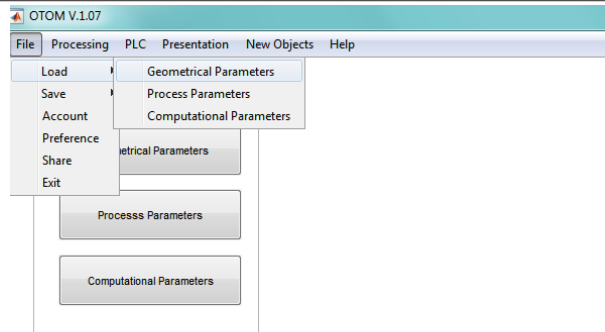 OTOM V.1.07
File Processing PLC Presentation New Objects Help
Load Geometrical Parameters
Save Process Parameters
Account Computational Parameters
Preference
etrical Parameters
Share
Exit
Processs Parameters
Computational Parameters